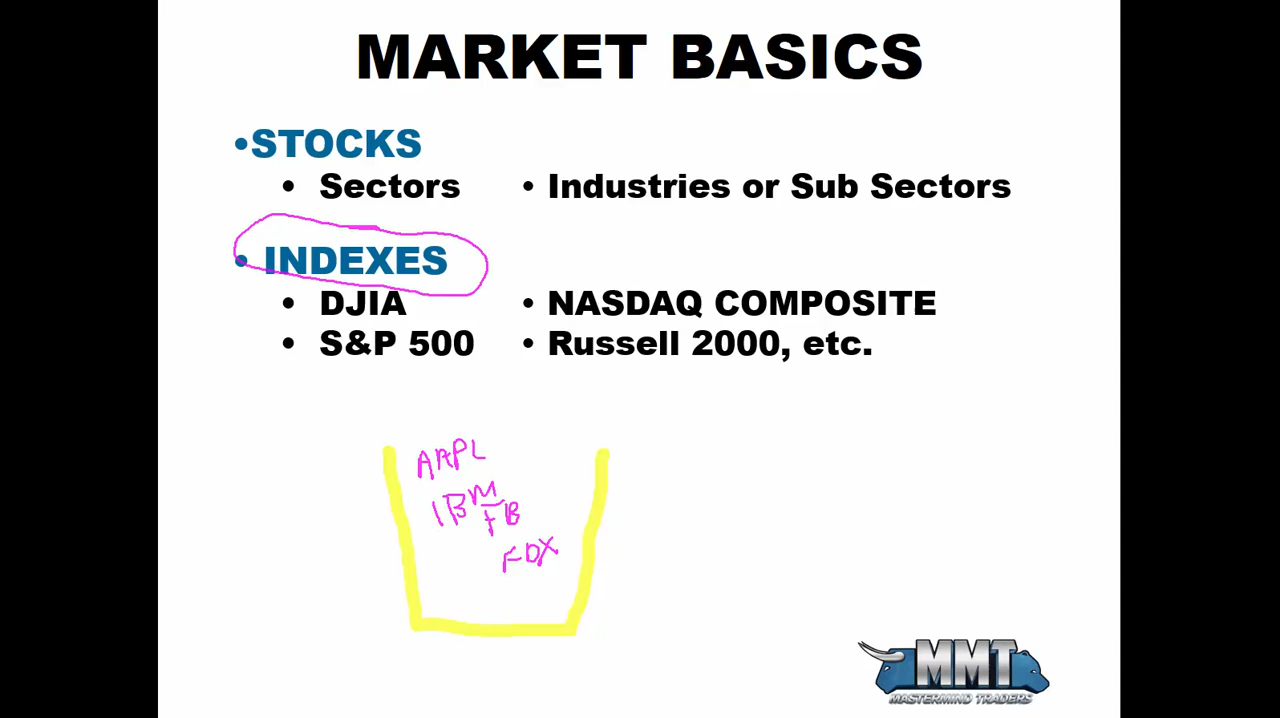 MARKET BASICS
•STOCKS
• Sectors • Industries or Sub Sectors
• INDEXES
• DJIA • NASDAQ COMPOSITE
• S&P 500 • Russell 2000, etc.
AAPL
IBM
FB
FDX
MMT
MASTERMIND TRADERS